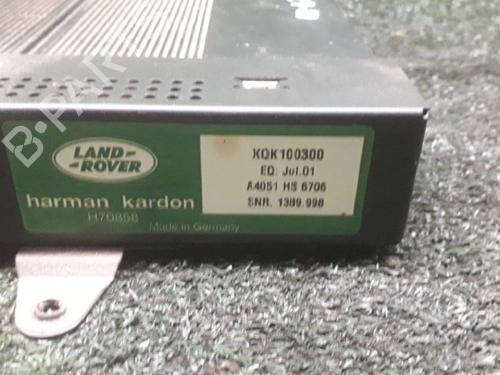 B-PARTS
LAND-
-ROVER
harman kardon
H70858
Made in Germany
XQK100300
EQ: Jul.01
A4051 HS 6706
SNR. 1389.998